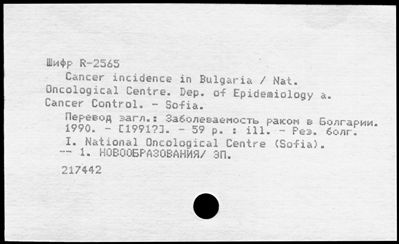 Шифр R-2565
Cancer incidence in Bulgaria / Nat.
Oncological Centre. Dep. of Epidemiology a.
Cancer Control. - Sofia.
Перевод загл.: Заболеваемость раком в Болгарии.
1990. - [1991?]. - 59 p. : ill. - Рез. болг.
I. National Oncological Centre (Sofia).
-- 1. НОВООБРАЗОВАНИЯ/ ЭП.
217442